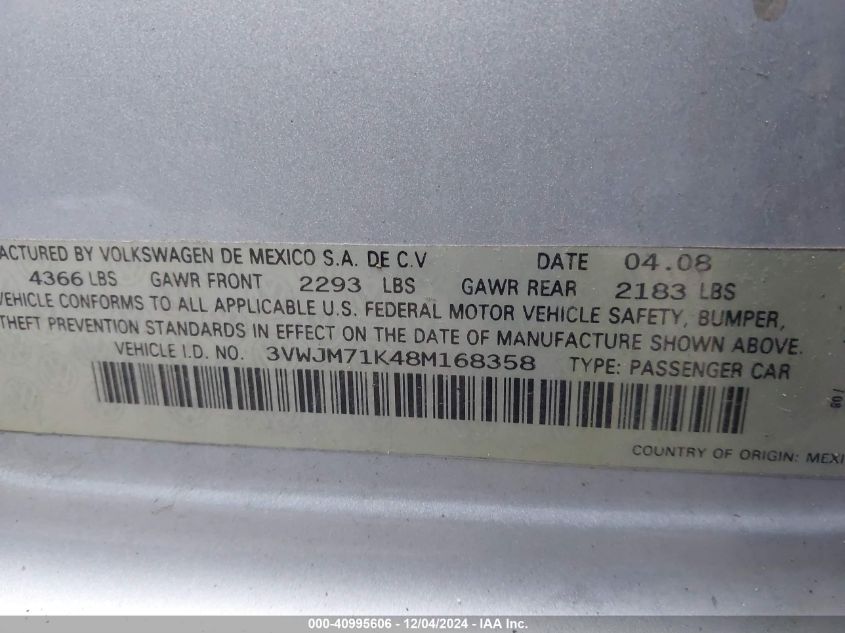 ACTURED BY VOLKSWAGEN DE MEXICO S.A. DE C.V DATE 04.08
4366 LBS GAWR FRONT 2293 LBS GAWR REAR 2183 LBS
VEHICLE CONFORMS TO ALL APPLICABLE U.S. FEDERAL MOTOR VEHICLE SAFETY, BUMPER,
THEFT PREVENTION STANDARDS IN EFFECT ON THE DATE OF MANUFACTURE SHOWN ABOVE.
VEHICLE I.D. NO. 3VWJM71K48M168358 TYPE: PASSENGER CAR
/08
COUNTRY OF ORIGIN: MEXI
000-40995606 - 12/04/2024 - IAA Inc.